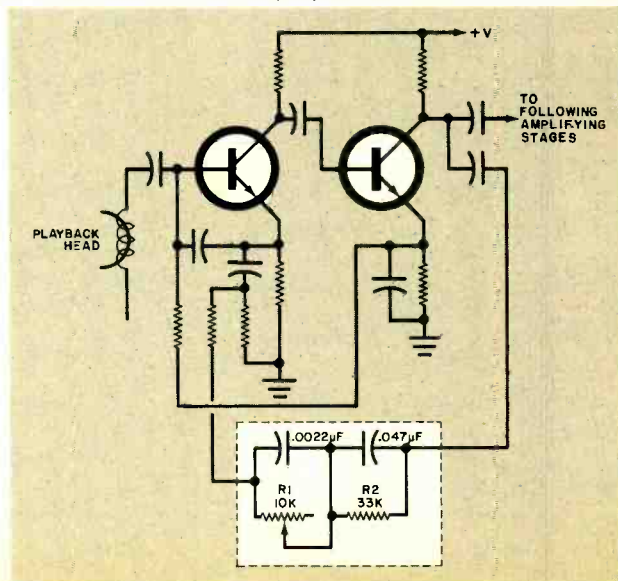 +V
TO
FOLLOWING
AMPLIFYING
STAGES
PLAYBACK
HEAD
.0022µF
.047µF
R1
10K
R2
33K